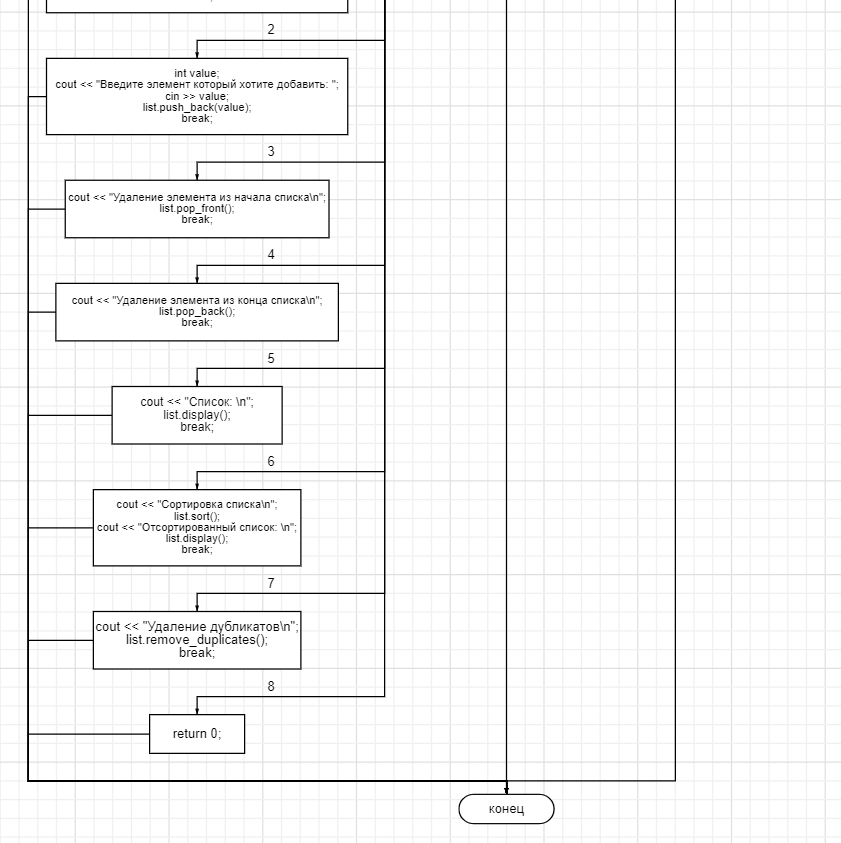 2
int value;
cout << "Введите элемент который хотите добавить: ";
cin >> value;
list.push_back(value);
break;
3
cout << "Удаление элемента из начала списка\n";
list.pop_front();
break;
4
cout << "Удаление элемента из конца списка\n";
list.pop_back();
break;
5
cout << "Список: \n";
list.display();
break;
6
cout << "Сортировка списка\n";
list.sort();
cout << "Отсортированный список: \n";
list.display();
break;
7
cout << "Удаление дубликатов\n";
list.remove_duplicates();
break;
8
return 0;
конец